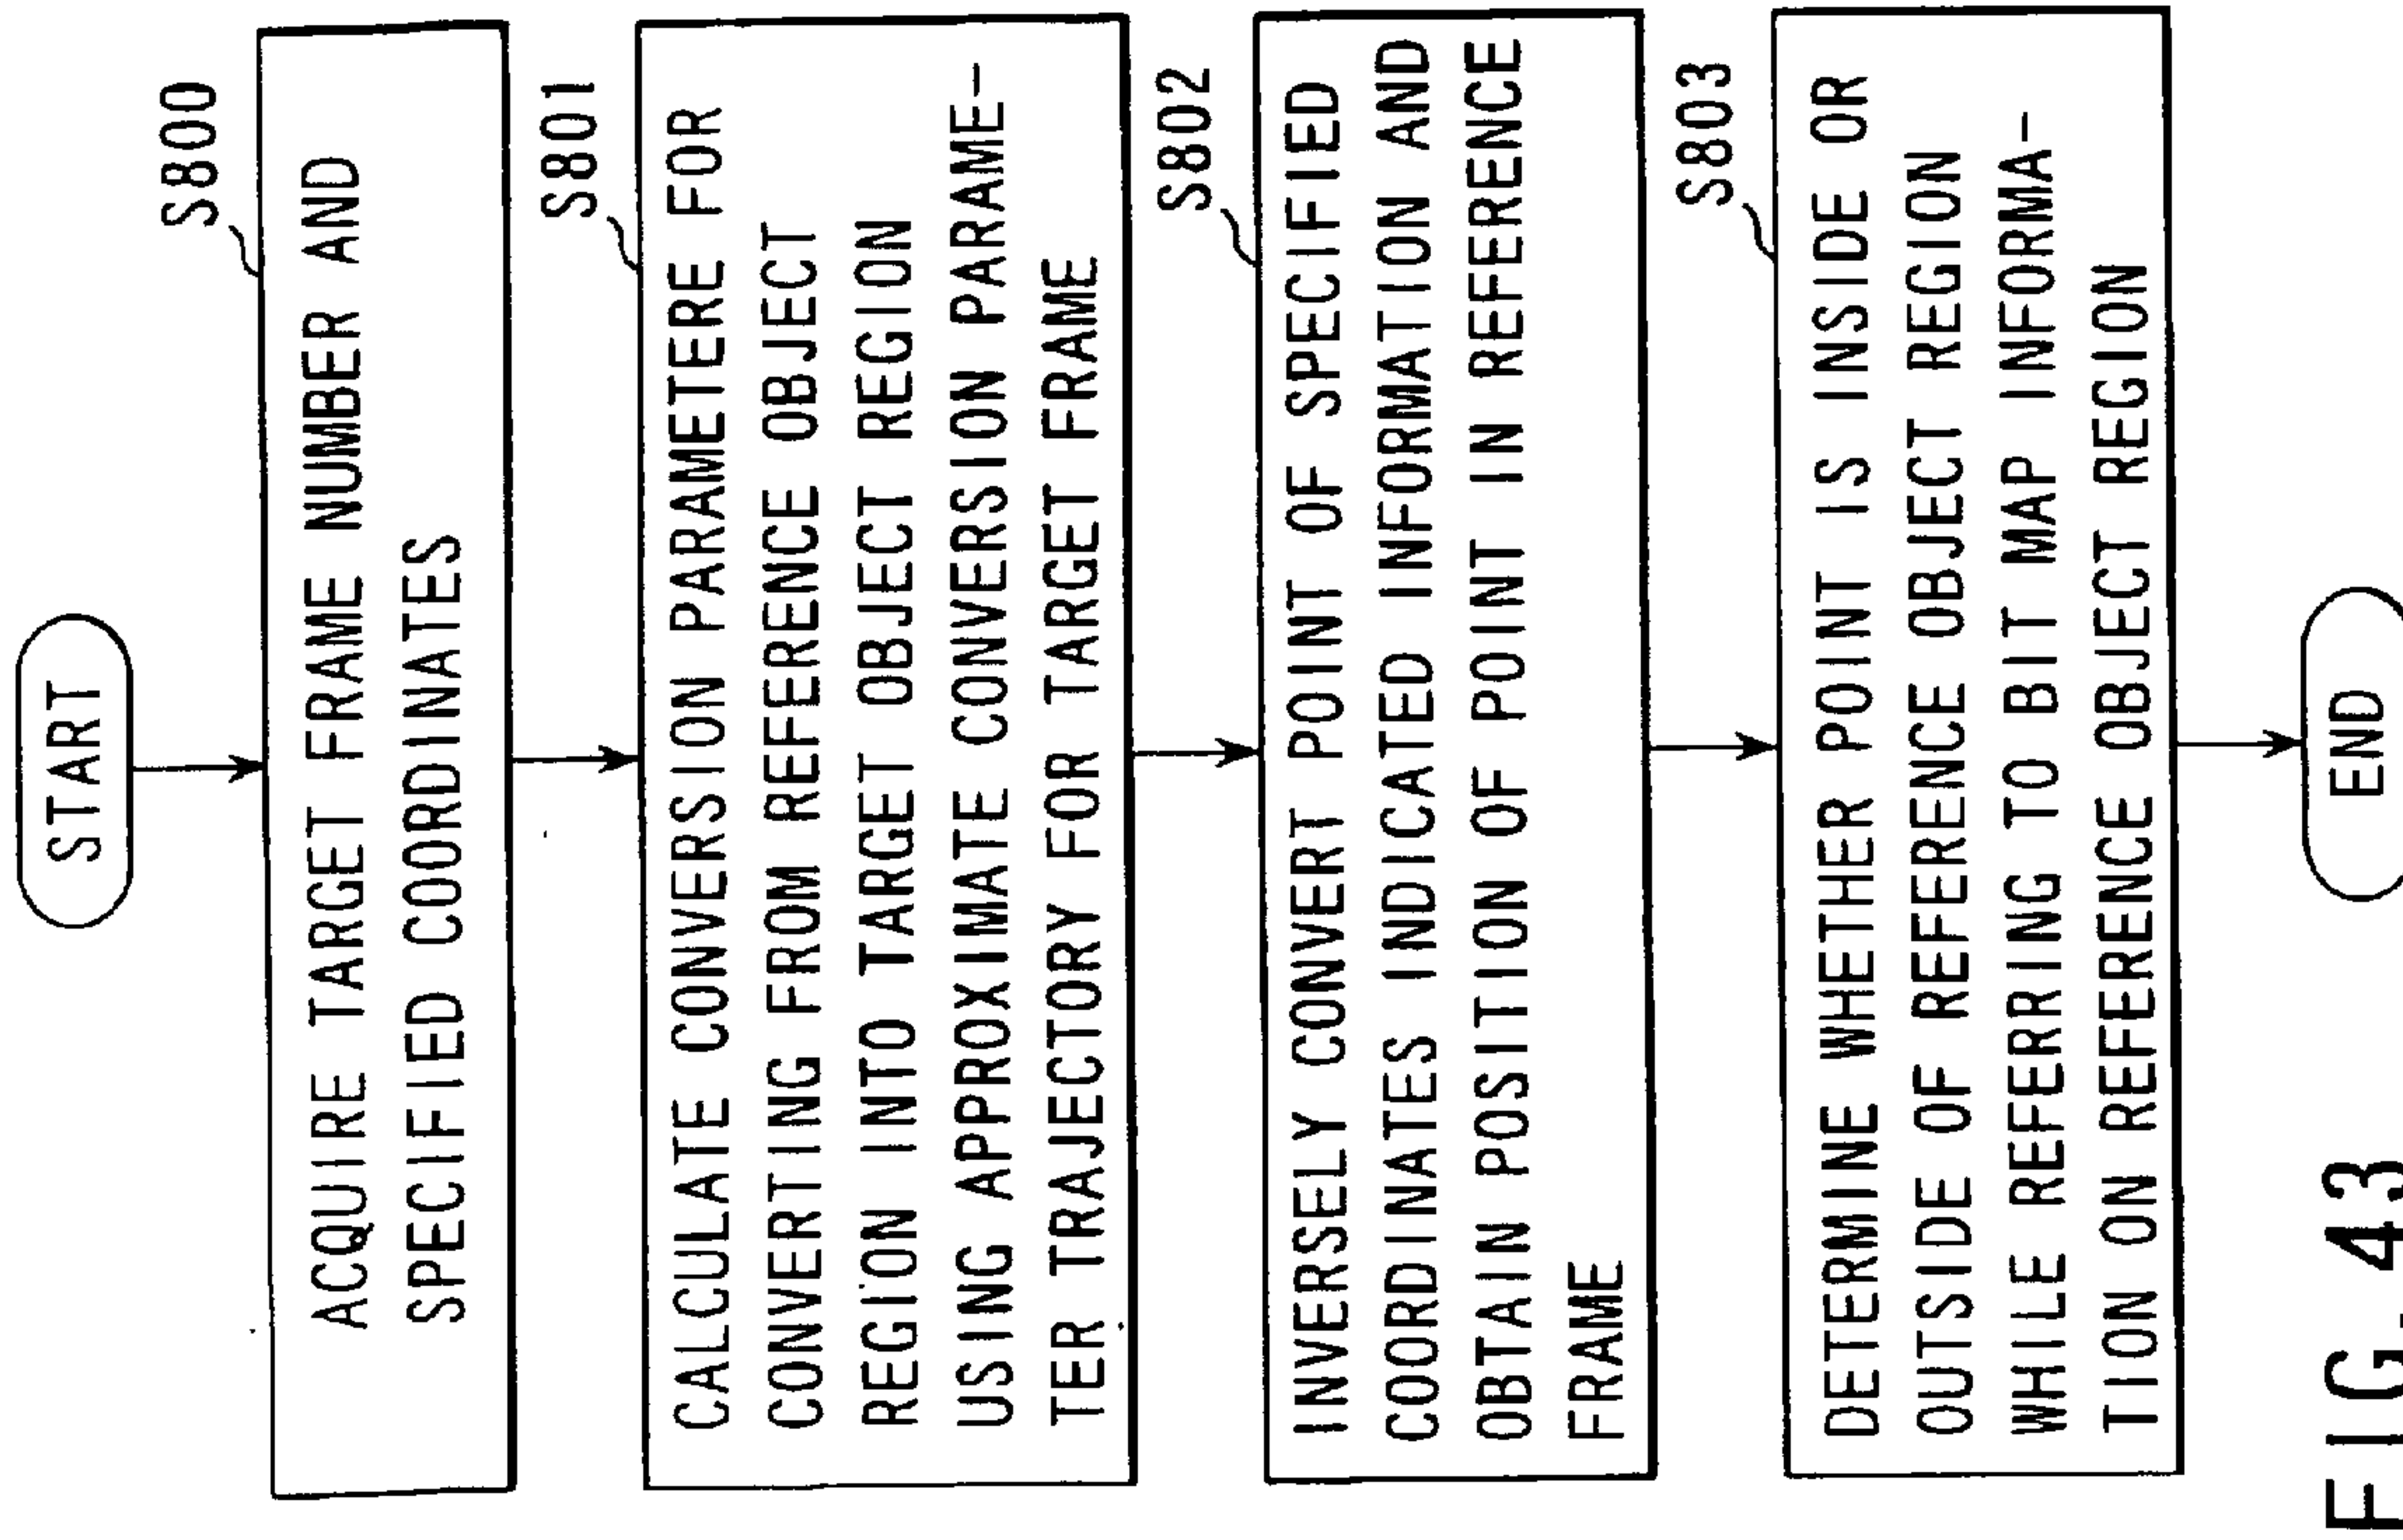 START
S800
ACQUIRE TARGET FRAME NUMBER AND
SPECIFIED COORDINATES
S801
CALCULATE CONVERSION PARAMETERE FOR
CONVERTING FROM REFERENCE OBJECT
REGION INTO TARGET OBJECT REGION
USING APPROXIMATE CONVERSION PARAME-
TER TRAJECTORY FOR TARGET FRAME
S802
INVERSELY CONVERT POINT OF SPECIFIED
COORDINATES INDICATED INFORMATION AND
OBTAIN POSITION OF POINT IN REFERENCE
FRAME
S803
DETERMINE WHETHER POINT IS INSIDE OR
OUTSIDE OF REFERENCE OBJECT REGION
WHILE REFERRING TO BIT MAP INFORMA-
TION ON REFERENCE OBJECT REGION
END
FIG. 43